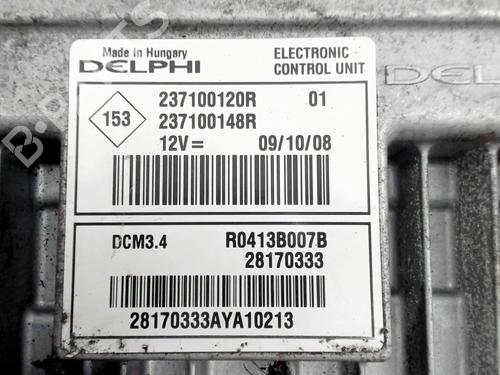 Made in Hungary
DELPHI
ELECTRONIC
CONTROL UNIT
153
237100120R 01
237100148R
12V= 09/10/08
DCM3.4 R0413B007B
28170333
28170333AYA10213
DELPHI